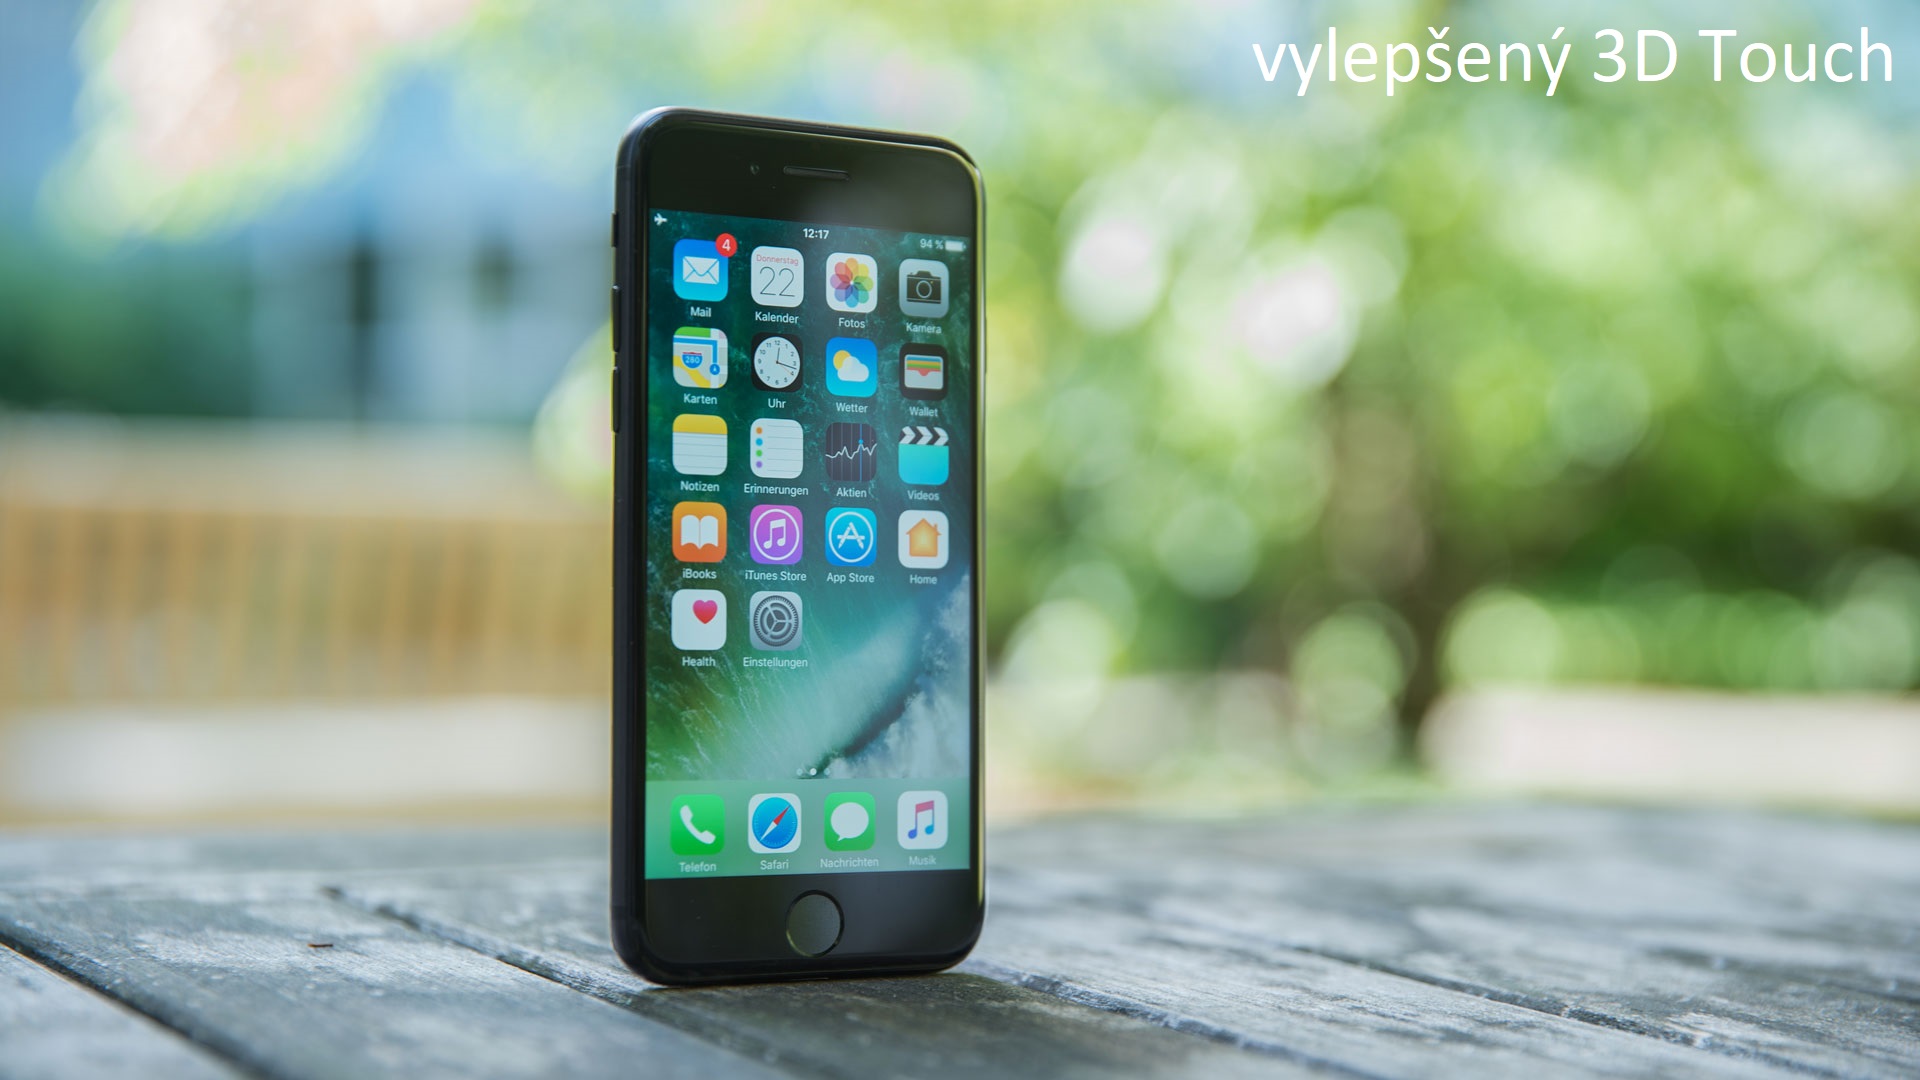 vylepšený 3D Touch
12:17
94 %
4
Donnerstag
22
Mail
Kalender
Fotos
Kamera
280
Karten
Uhr
Wetter
Wallet
Notizen
Erinnerungen
Aktien
Videos
iBooks
iTunes Store
App Store
Home
Health
Einstellungen
Telefon
Safari
Nachrichten
Musik